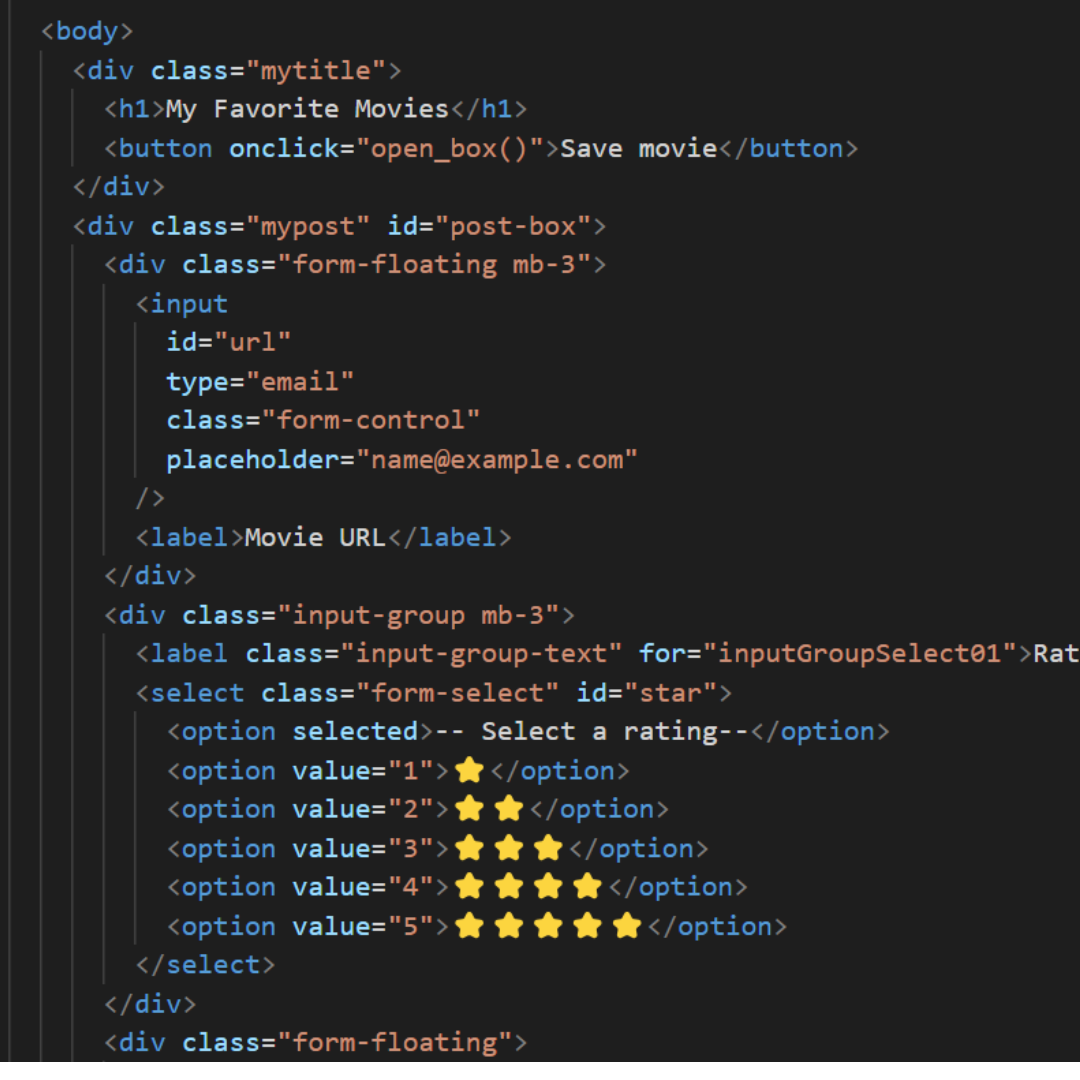 <body>
<div class="mytitle">
<h1>My Favorite Movies</h1>
<button onclick="open_box()">Save movie</button>
</div>
<div class="mypost" id="post-box">
<div class="form-floating mb-3">
<input
id="url"
type="email"
class="form-control"
placeholder="name@example.com"
/>
<label>Movie URL</label>
</div>
<div class="input-group mb-3">
<label class="input-group-text" for="inputGroupSelect01">Rat
<select class="form-select" id="star">
<option selected>-- Select a rating--</option>
<option value="1">⭐</option>
<option value="2">⭐⭐</option>
<option value="3">⭐⭐⭐</option>
<option value="4">⭐⭐⭐⭐</option>
<option value="5">⭐⭐⭐⭐⭐</option>
</select>
</div>
<div class="form-floating">